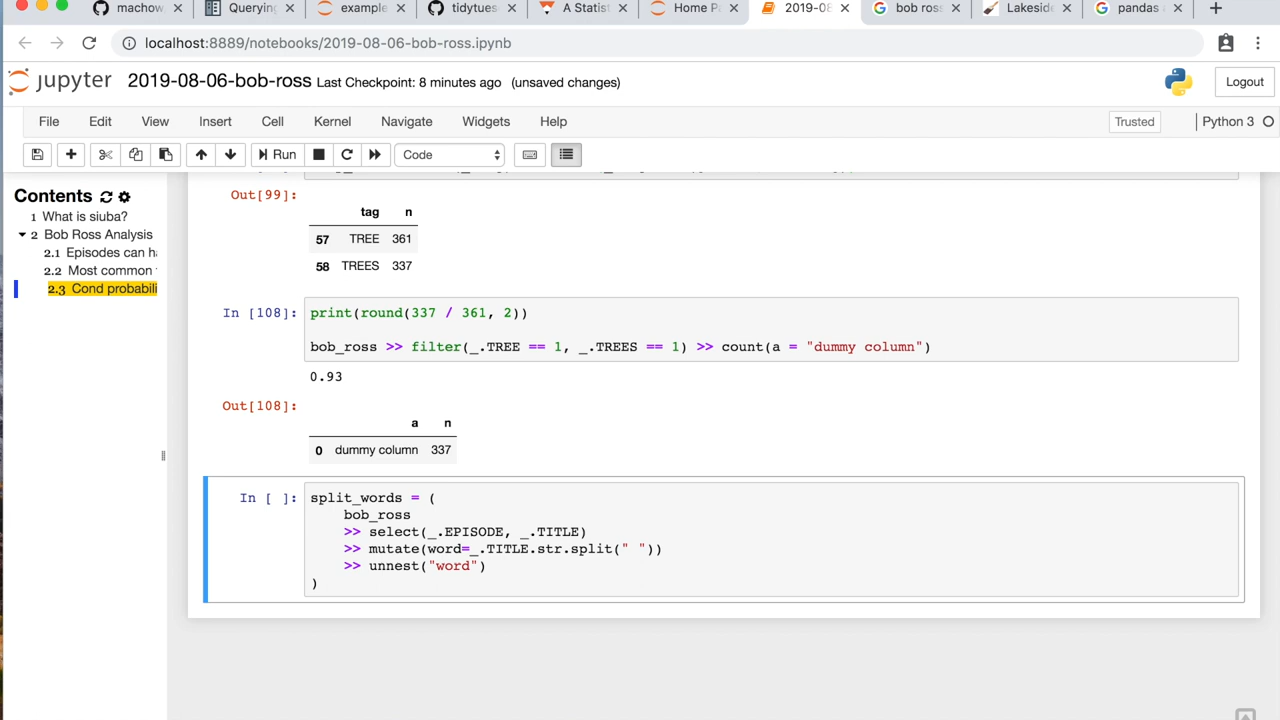 machow
Querying
example
tidytues
A Statist
Home P
2019-08
bob ros
Lakeside
pandas
localhost:8889/notebooks/2019-08-06-bob-ross.ipynb
jupyter 2019-08-06-bob-ross Last Checkpoint: 8 minutes ago (unsaved changes)
Logout
File Edit View Insert Cell Kernel Navigate Widgets Help
Trusted
Python 3
Run
Code
Contents
1 What is siuba?
2 Bob Ross Analysis
2.1 Episodes can ha
2.2 Most common
2.3 Cond probabili
Out[99]:
tag n
57 TREE 361
58 TREES 337
In [108]:
print(round(337 / 361, 2))
bob_ross >> filter(_.TREE == 1, _.TREES == 1) >> count(a = "dummy column")
0.93
Out[108]:
a n
0 dummy column 337
In [ ]:
split_words = (
bob_ross
>> select(_.EPISODE, _.TITLE)
>> mutate(word=_.TITLE.str.split(" "))
>> unnest("word")
)